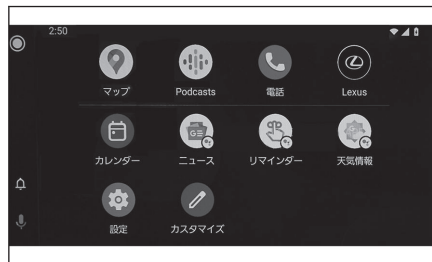 2:50
マップ Podcasts 電話 Lexus
カレンダー ニュース リマインダー 天気情報
設定 カスタマイズ